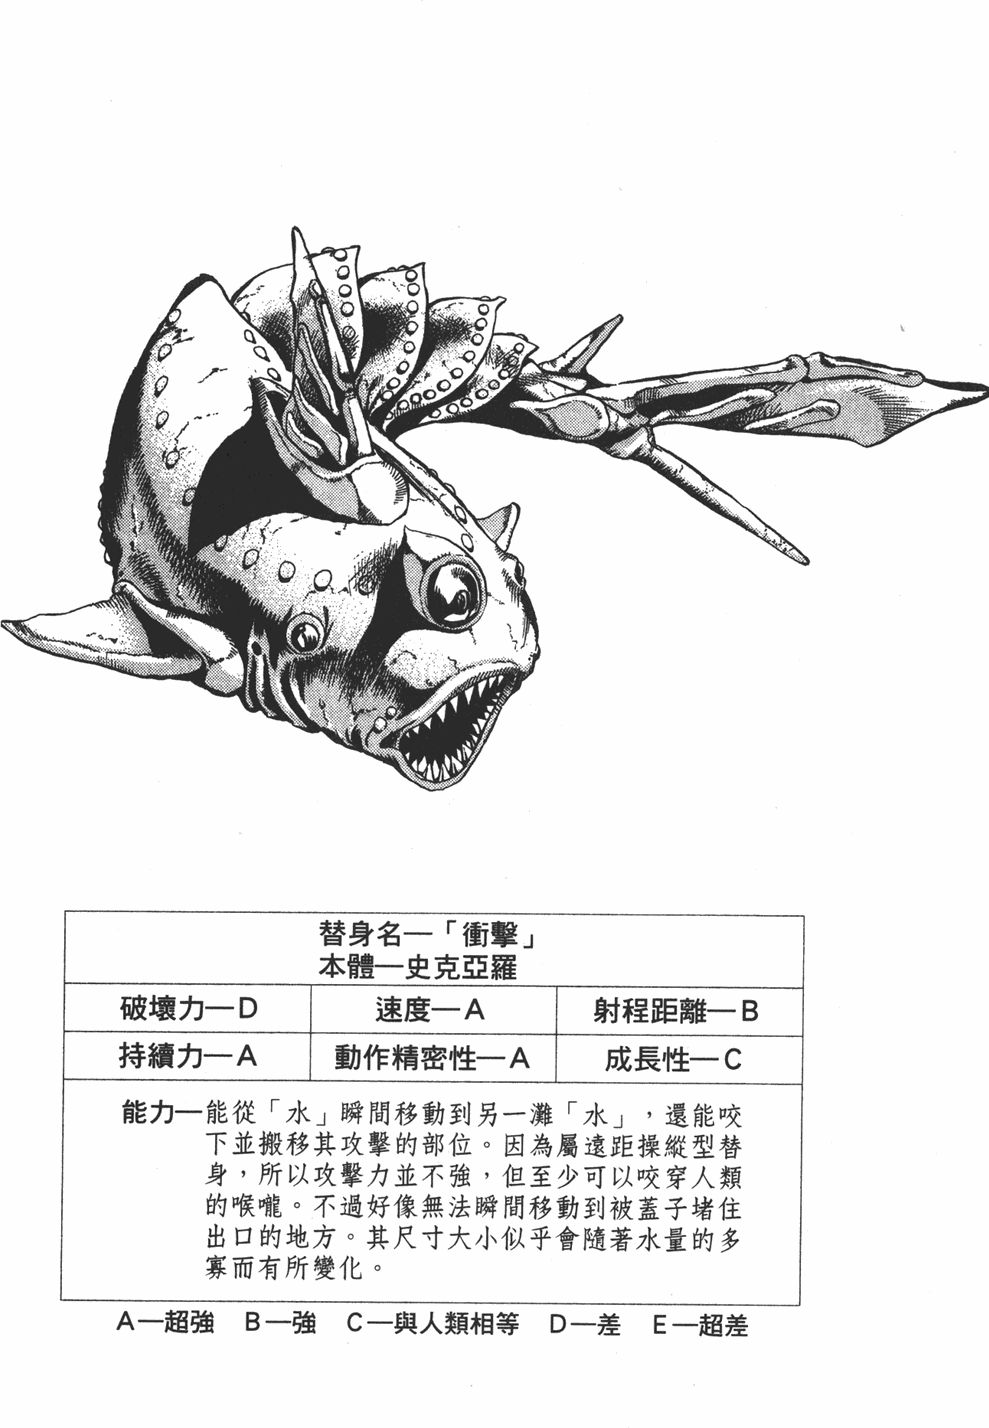 替身名—「衝擊」
本體—史克亞羅
破壞力—D 速度—A 射程距離—B
持續力—A 動作精密性—A 成長性—C
能力—能從「水」瞬間移動到另一灘「水」，還能咬
下並搬移其攻擊的部位。因為屬遠距操縱型替
身，所以攻擊力並不強，但至少可以咬穿人類
的喉嚨。不過好像無法瞬間移動到被蓋子堵住
出口的地方。其尺寸大小似乎會隨著水量的多
寡而有所變化。
A—超強 B—強 C—與人類相等 D—差 E—超差